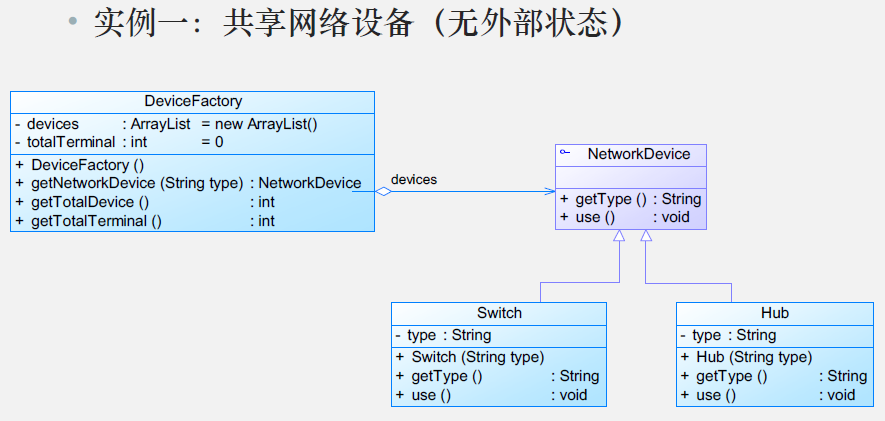 • 实例一：共享网络设备（无外部状态）
DeviceFactory
- devices : ArrayList = new ArrayList()
- totalTerminal : int = 0
+ DeviceFactory ()
+ getNetworkDevice (String type) : NetworkDevice
+ getTotalDevice () : int
+ getTotalTerminal () : int
devices
NetworkDevice
+ getType () : String
+ use () : void
Switch
- type : String
+ Switch (String type)
+ getType () : String
+ use () : void
Hub
- type : String
+ Hub (String type)
+ getType () : String
+ use () : void